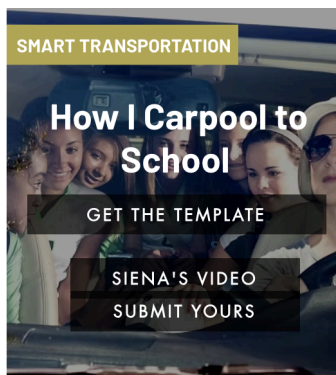 SMART TRANSPORTATION
How I Carpool to
School
GET THE TEMPLATE
SIENA'S VIDEO
SUBMIT YOURS